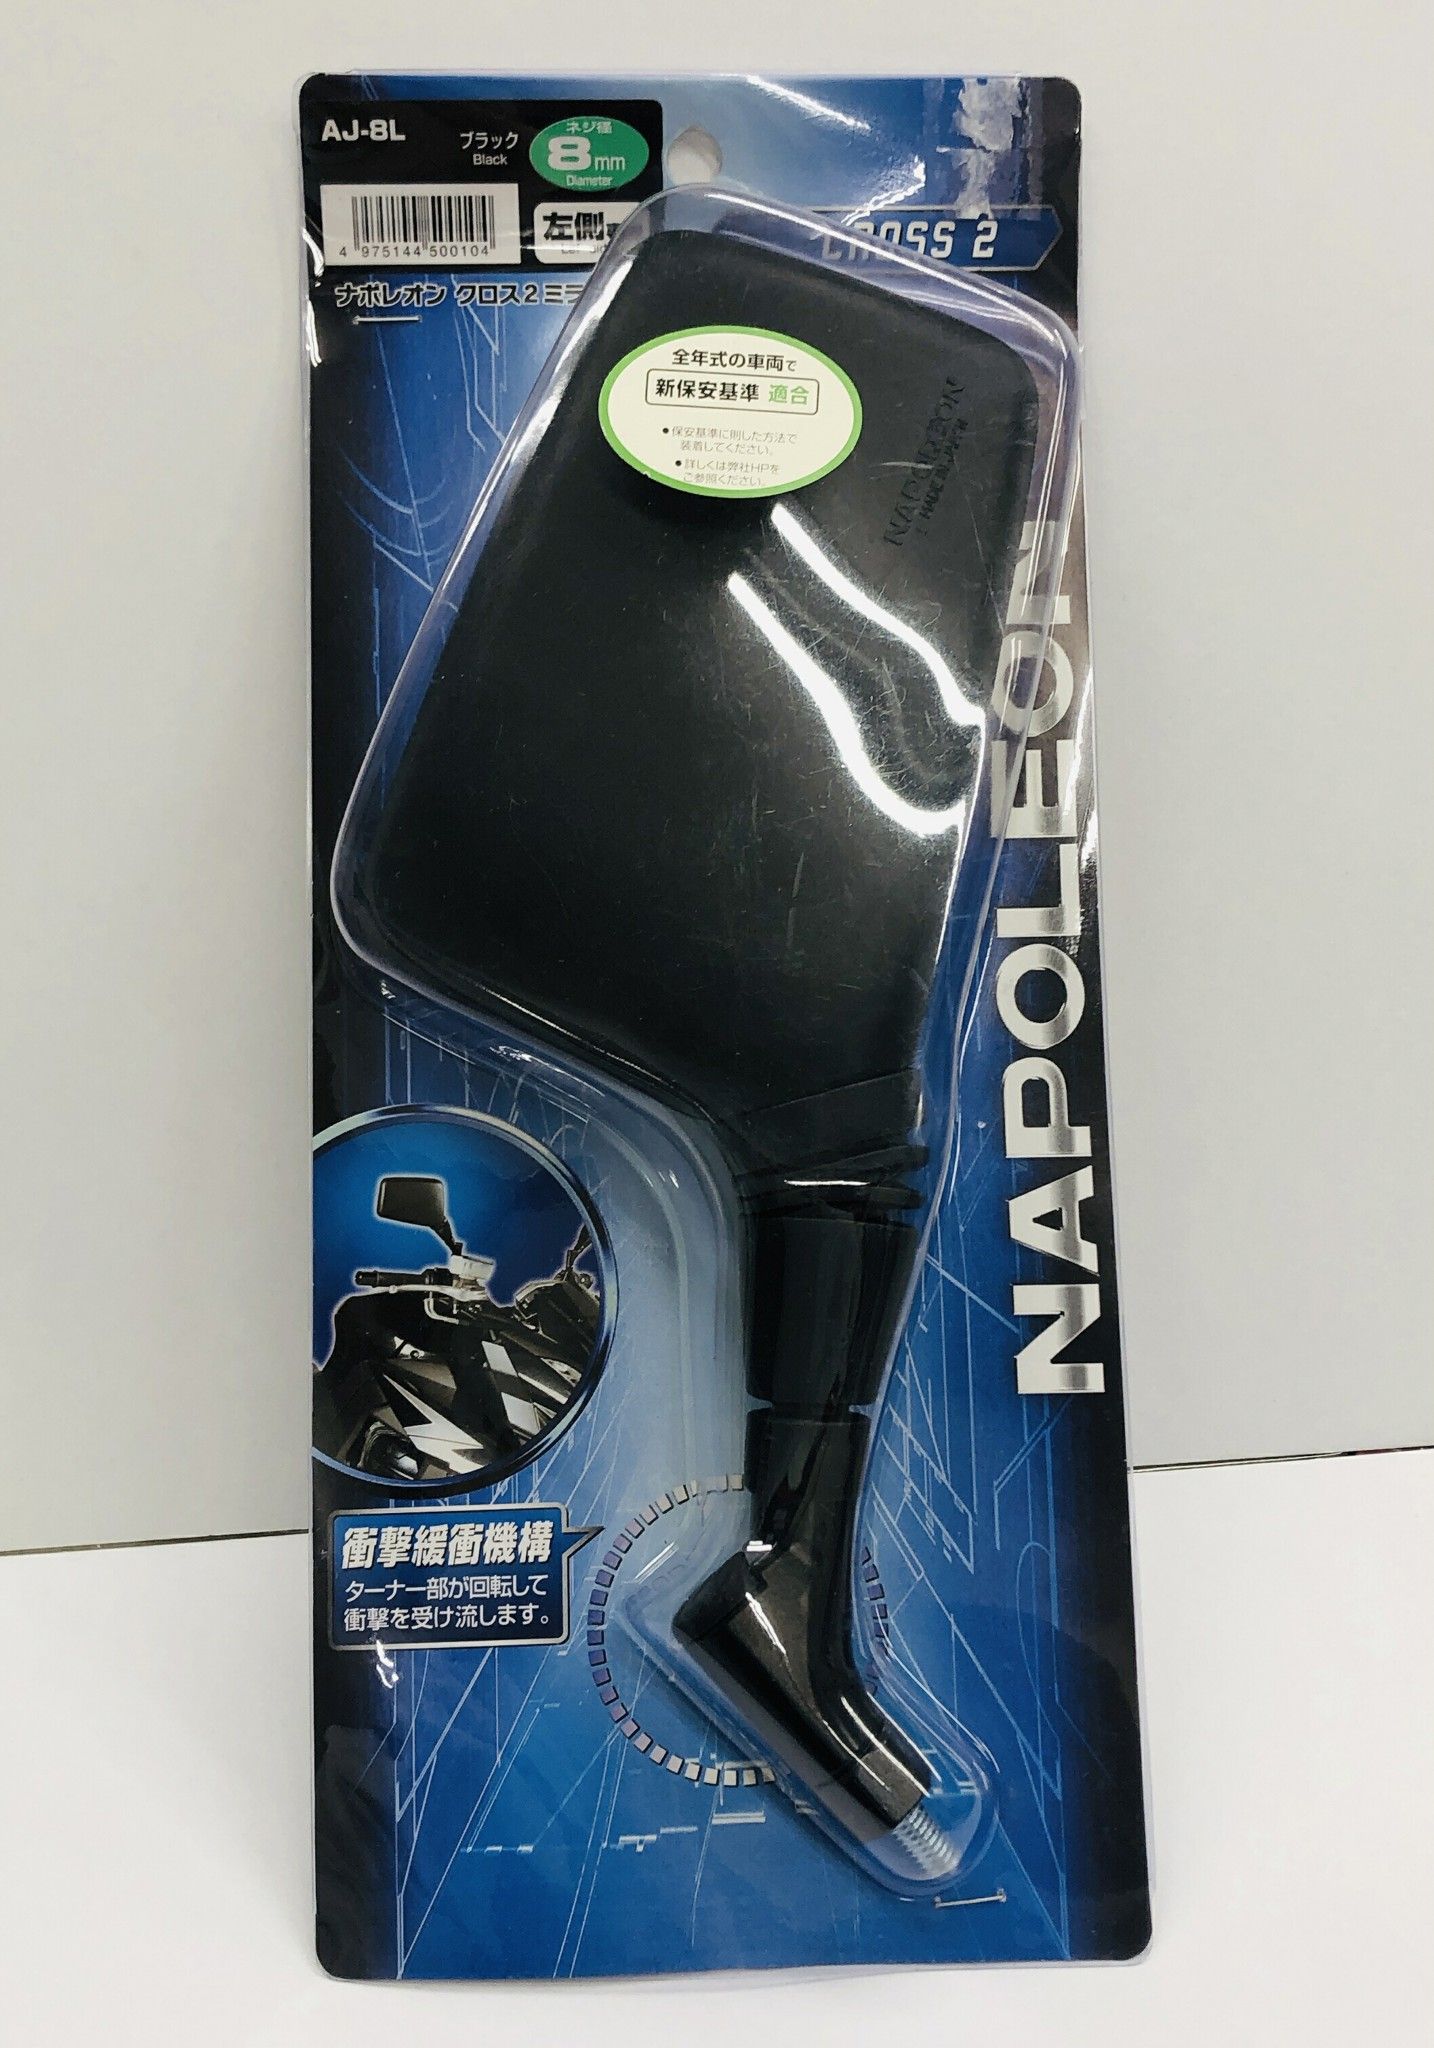 AJ-8L
ブラック
Black
ネジ径
8mm
Diameter
4 975144 500104
左側
CROSS 2
ナポレオン クロス2
全年式の車両で
新保安基準 適合
●保安基準に則した方法で
装着してください。
●詳しくは弊社HPを
ご参照ください。
NAPOLEON
MADE IN JAPAN
NAPOLEON
衝撃緩衝機構
ターナー部が回転して
衝撃を受け流します。